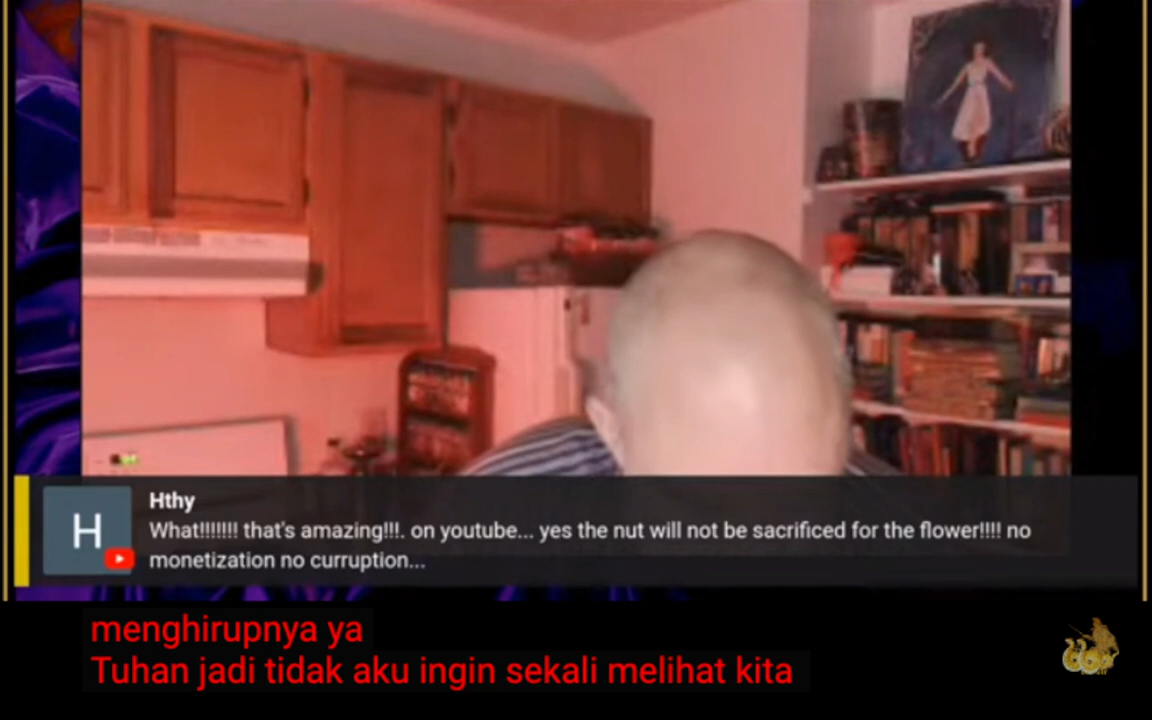 H
Hthy
What!!!!!!! that's amazing!!!. on youtube... yes the nut will not be sacrificed for the flower!!!! no
monetization no curruption...
menghirupnya ya
Tuhan jadi tidak aku ingin sekali melihat kita